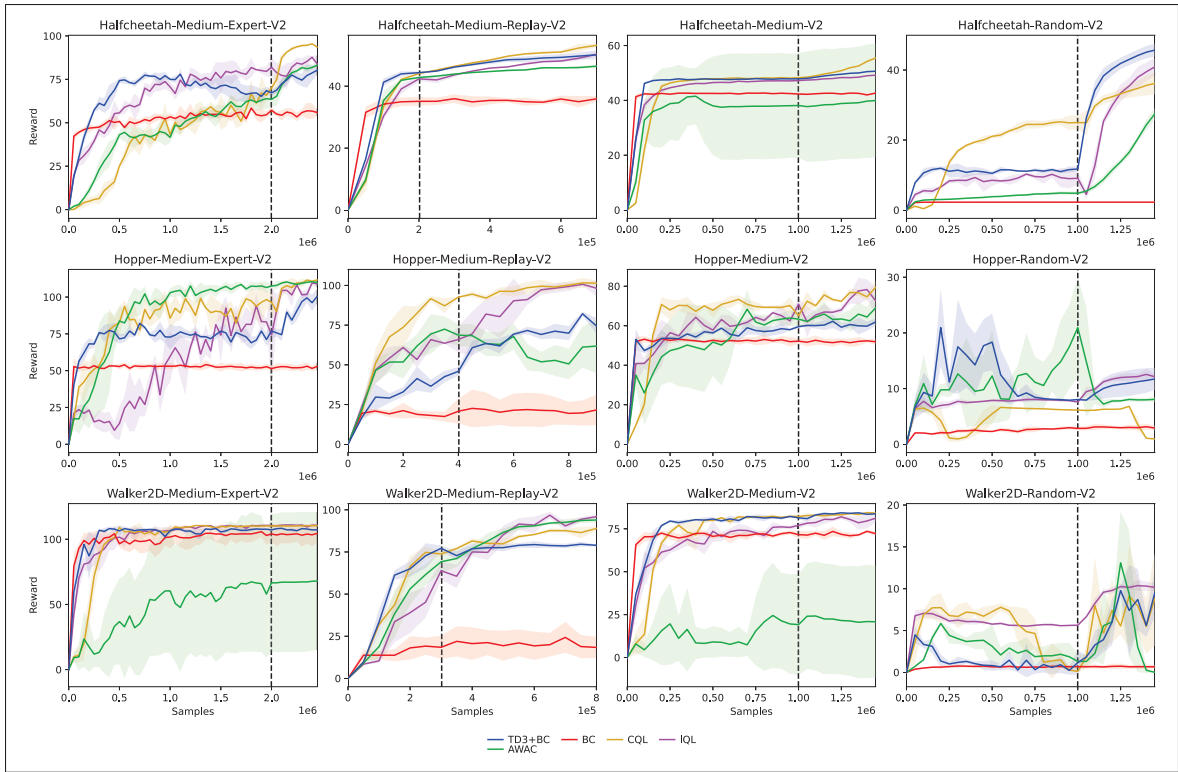 Halfcheetah-Medium-Expert-V2
Reward
100
75
50
25
0
0.0 0.5 1.0 1.5 2.0
1e6
Halfcheetah-Medium-Replay-V2
40
20
0
0 2 4 6
1e5
Halfcheetah-Medium-V2
60
40
20
0
0.00 0.25 0.50 0.75 1.00 1.25
1e6
Halfcheetah-Random-V2
40
20
0
0.00 0.25 0.50 0.75 1.00 1.25
1e6
Hopper-Medium-Expert-V2
Reward
100
75
50
25
0
0.0 0.5 1.0 1.5 2.0
1e6
Hopper-Medium-Replay-V2
100
75
50
25
0
0 2 4 6 8
1e5
Hopper-Medium-V2
80
60
40
20
0
0.00 0.25 0.50 0.75 1.00 1.25
1e6
Hopper-Random-V2
30
20
10
0
0.00 0.25 0.50 0.75 1.00 1.25
1e6
Walker2D-Medium-Expert-V2
Reward
100
50
0
0.0 0.5 1.0 1.5 2.0
Samples
1e6
Walker2D-Medium-Replay-V2
100
75
50
25
0
0 2 4 6 8
Samples
1e5
Walker2D-Medium-V2
75
50
25
0
0.00 0.25 0.50 0.75 1.00 1.25
Samples
1e6
Walker2D-Random-V2
20
15
10
5
0
0.00 0.25 0.50 0.75 1.00 1.25
Samples
1e6
TD3+BC BC CQL IQL
AWAC